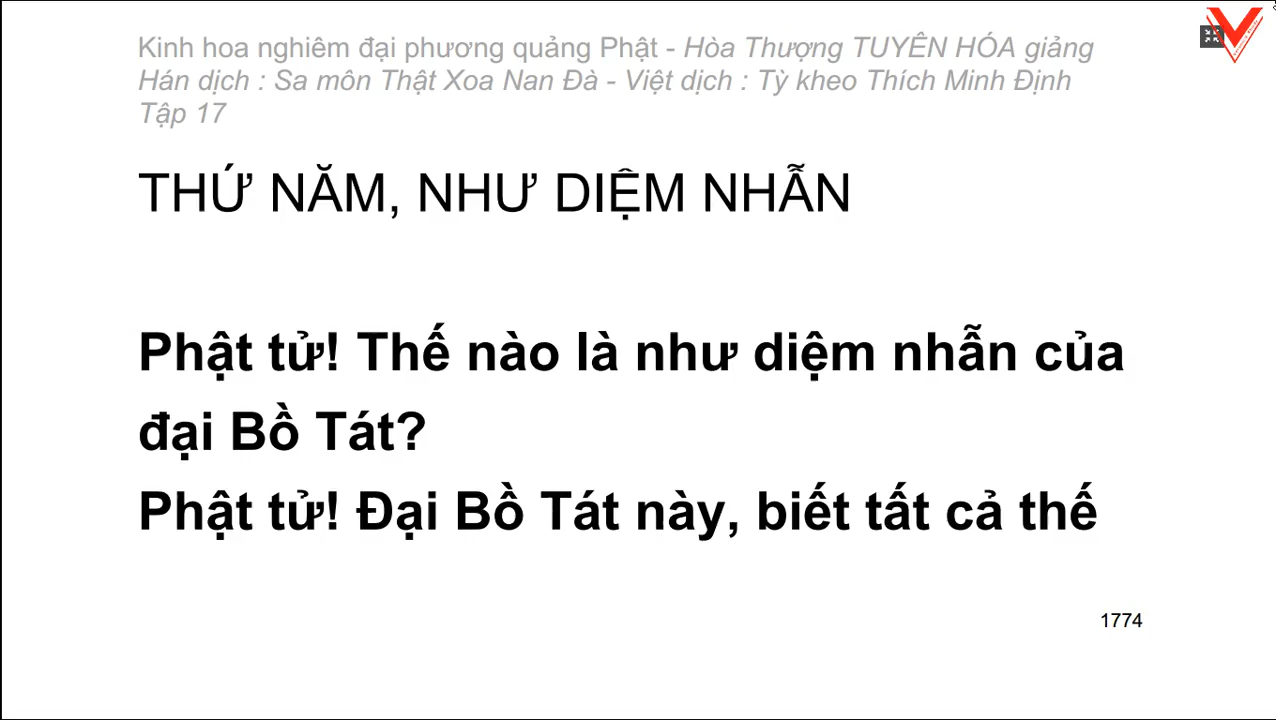 Kinh hoa nghiêm đại phương quảng Phật - Hòa Thượng TUYÊN HÓA giảng
Hán dịch : Sa môn Thật Xoa Nan Đà - Việt dịch : Tỳ kheo Thích Minh Định
Tập 17
THỨ NĂM, NHƯ DIỆM NHẪN
Phật tử! Thế nào là như diệm nhẫn của
đại Bồ Tát?
Phật tử! Đại Bồ Tát này, biết tất cả thế
1774